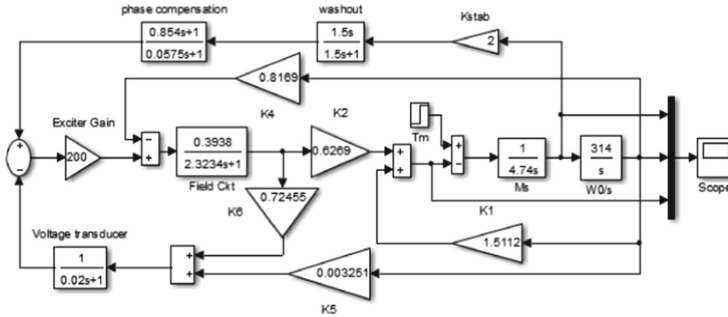 phase compensation
washout
Kstab
0.854s+1
0.0575s+1
1.5s
1.5s+1
2
0.8169
K4
K2
Exciter Gain
200
0.3938
2.3234s+1
Field Ckt
0.6269
Tm
1
4.74s
Ms
314
s
W0/s
Scope
K6
0.72455
K1
1.5112
Voltage transducer
1
0.02s+1
0.003251
K5